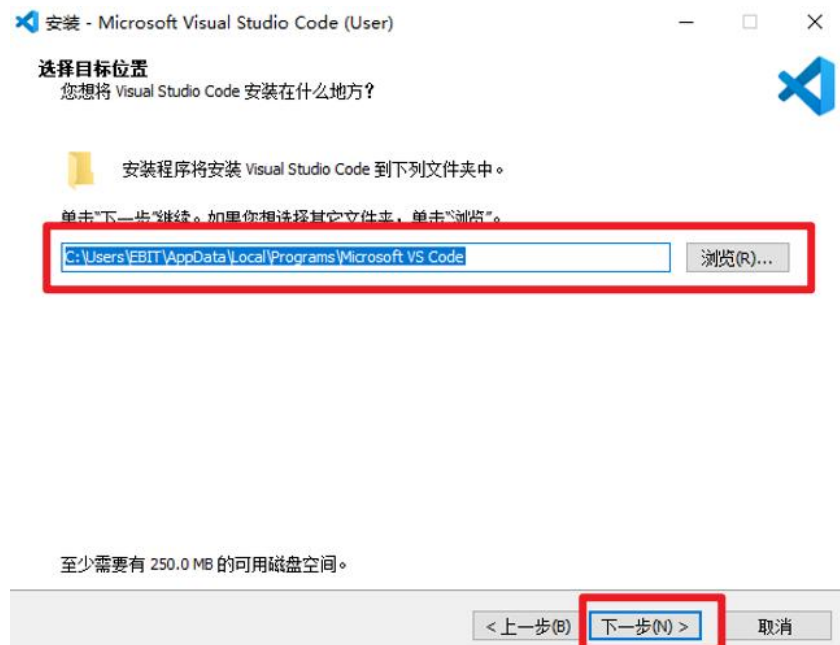 安装 - Microsoft Visual Studio Code (User)
选择目标位置
您想将 Visual Studio Code 安装在什么地方?
安装程序将安装 Visual Studio Code 到下列文件夹中。
单击"下一步"继续。如果您想选择其它文件夹，单击"浏览"。
C:\Users\EBIT\AppData\Local\Programs\Microsoft VS Code
浏览(R)...
至少需要有 250.0 MB 的可用磁盘空间。
< 上一步(B) 下一步(N) > 取消